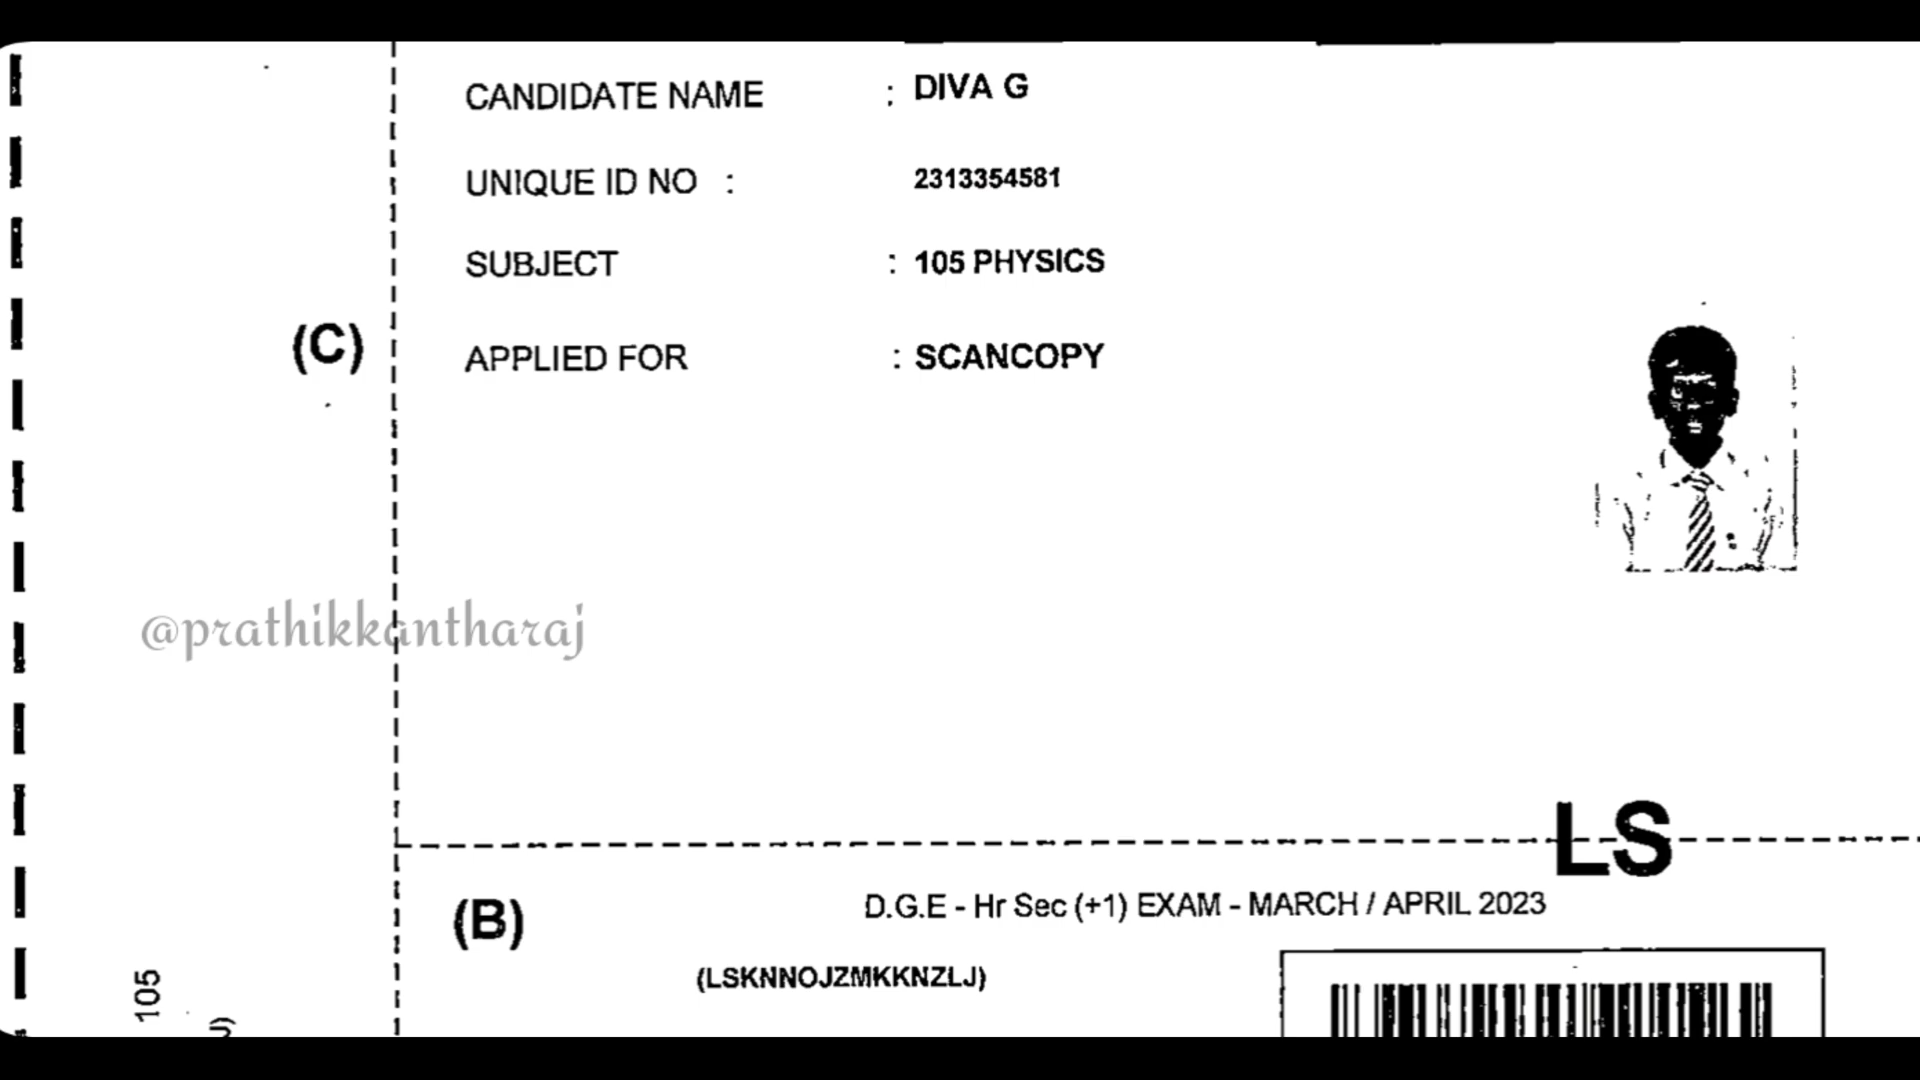 CANDIDATE NAME : DIVA G
UNIQUE ID NO : 2313354581
SUBJECT : 105 PHYSICS
(C)
APPLIED FOR : SCANCOPY
@prathikkantharaj
LS
D.G.E - Hr Sec (+1) EXAM - MARCH / APRIL 2023
(B)
(LSKNNOJZMKKNZLJ)
105